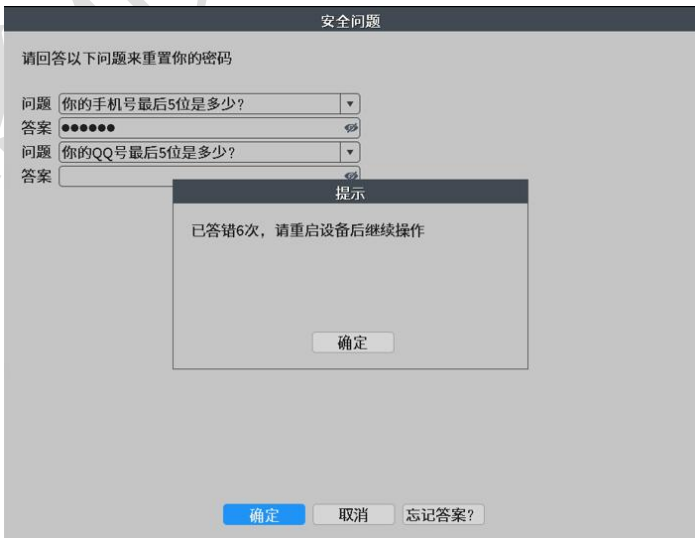 安全问题
请回答以下问题来重置你的密码
问题 你的手机号最后5位是多少?
答案 ●●●●●●
问题 你的QQ号最后5位是多少?
答案
提示
已答错6次，请重启设备后继续操作
确定
确定 取消 忘记答案?